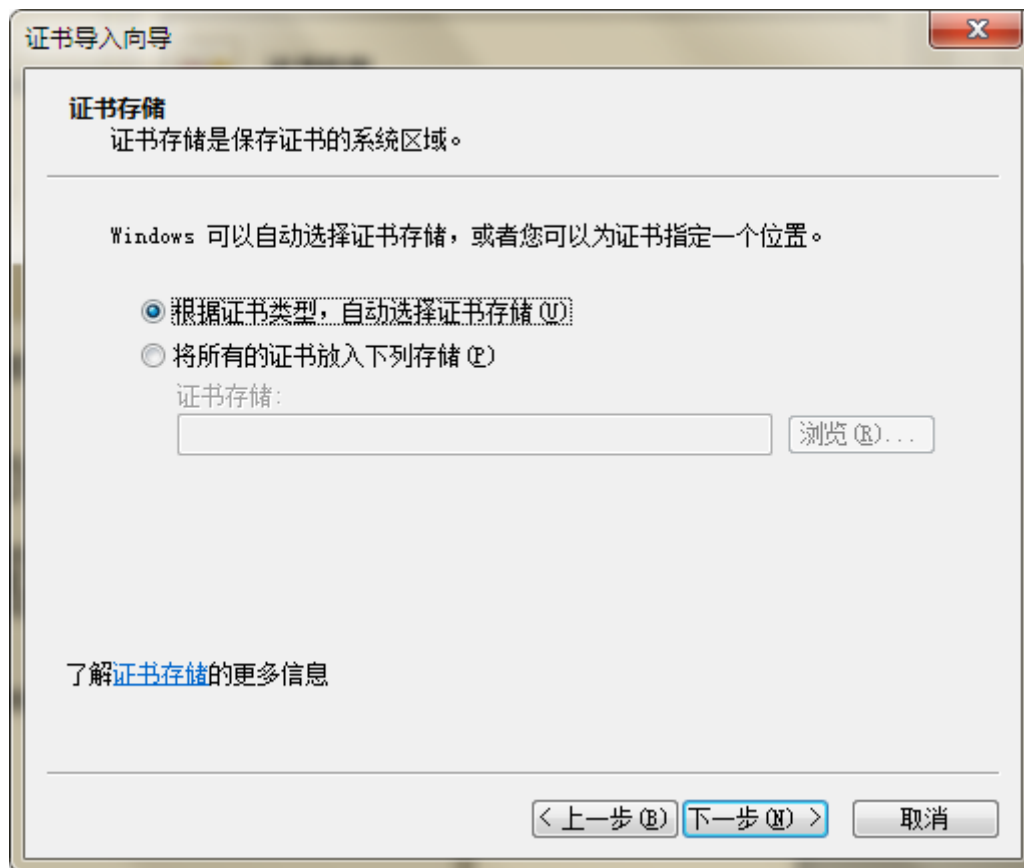 证书导入向导
证书存储
证书存储是保存证书的系统区域。
Windows 可以自动选择证书存储，或者您可以为证书指定一个位置。
根据证书类型，自动选择证书存储(U)
将所有的证书放入下列存储(P)
证书存储:
浏览(R)...
了解证书存储的更多信息
< 上一步(B) 下一步(N) > 取消